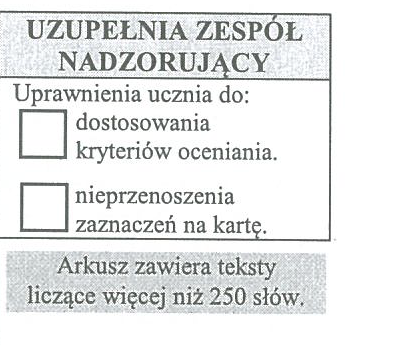 UZUPEŁNIA ZESPÓŁ
NADZORUJĄCY
Uprawnienia ucznia do:
dostosowania
kryteriów oceniania.
nieprzenoszenia
zaznaczeń na kartę.
Arkusz zawiera teksty
liczące więcej niż 250 słów.